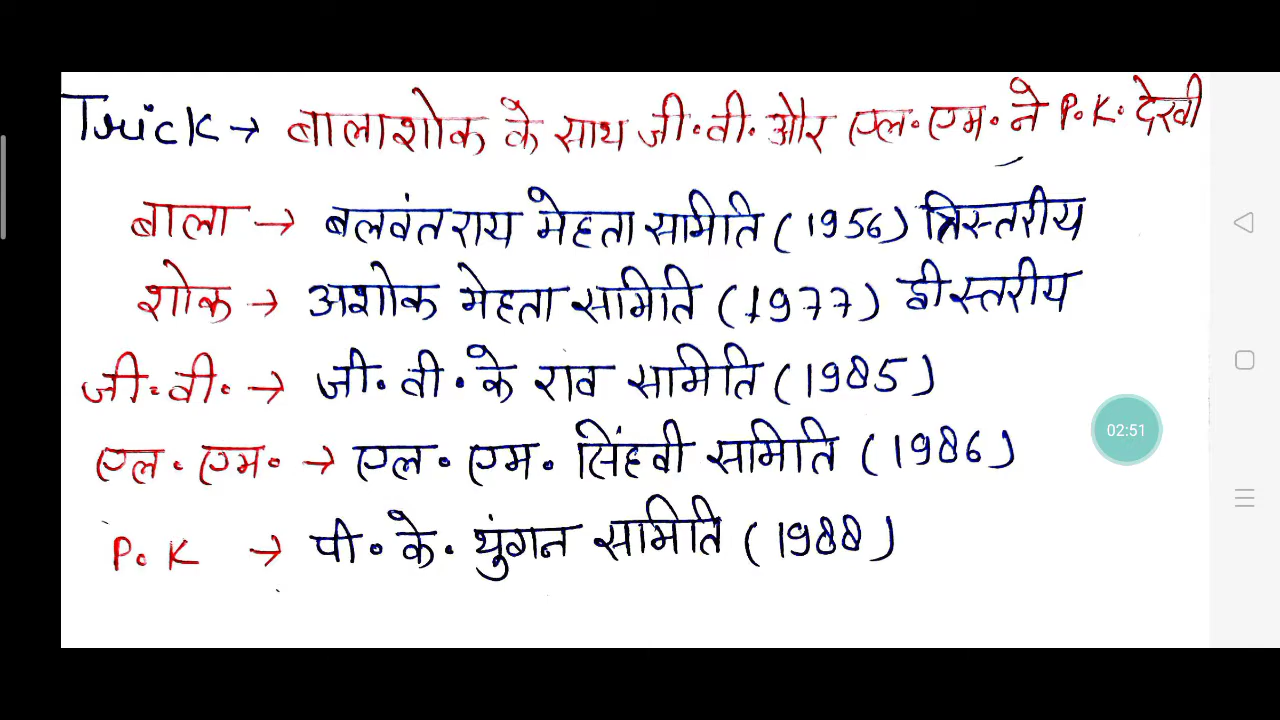 Trick → बालाशोक के साथ जी.वी. और एल.एम. ने P.K. देखी
बाला → बलवंतराय मेहता समिति (1956) त्रिस्तरीय
शोक → अशोक मेहता समिति (1977) द्वीस्तरीय
जी.वी. → जी.वी.के राव समिति (1985)
एल.एम. → एल.एम. सिंहवी समिति (1986)
P.K → पी.के. थुंगन समिति (1988)
02:51